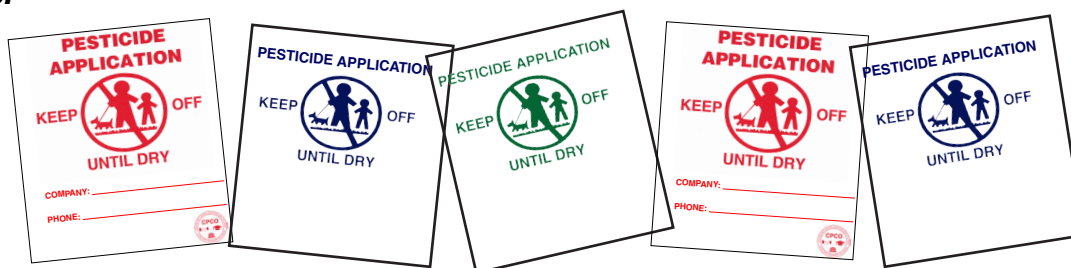 PESTICIDE
APPLICATION
KEEP OFF
UNTIL DRY
COMPANY:
PHONE:
CPCO
PESTICIDE APPLICATION
KEEP OFF
UNTIL DRY
PESTICIDE APPLICATION
KEEP OFF
UNTIL DRY
PESTICIDE
APPLICATION
KEEP OFF
UNTIL DRY
COMPANY:
PHONE:
CPCO
PESTICIDE APPLICATION
KEEP OFF
UNTIL DRY